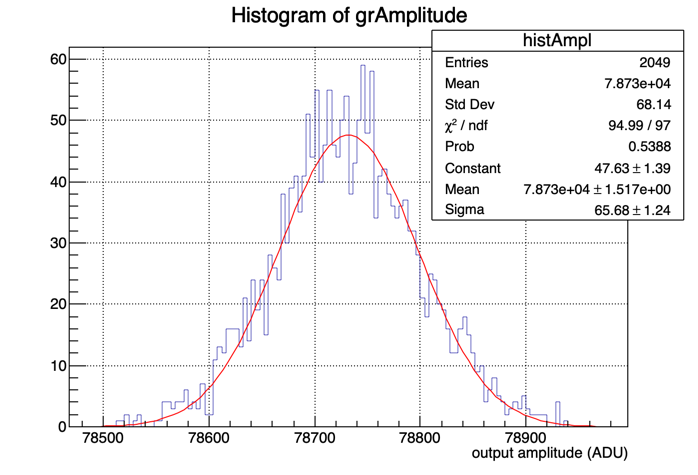 Histogram of grAmplitude
histAmpl
Entries 2049
Mean 7.873e+04
Std Dev 68.14
χ² / ndf 94.99 / 97
Prob 0.5388
Constant 47.63 ± 1.39
Mean 7.873e+04 ± 1.517e+00
Sigma 65.68 ± 1.24
60
50
40
30
20
10
0
78500 78600 78700 78800 78900
output amplitude (ADU)